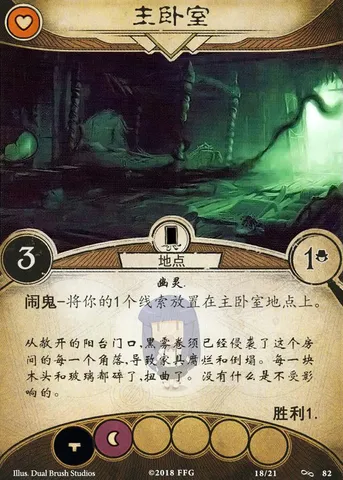 主卧室
3
1
地点
幽灵.
闹鬼-将你的1个线索放置在主卧室地点上。
从敞开的阳台门口,黑雾卷须已经侵袭了这个房
间的每一个角落,导致家具腐烂和倒塌。每一块
木头和玻璃都碎了,扭曲了。没有什么是不受影
响的。
胜利1.
Illus. Dual Brush Studios ©2018 FFG 18/21 82